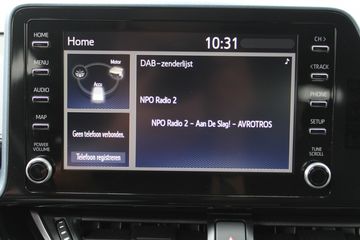 HOME
MENU
AUDIO
MAP
POWER
VOLUME
Home
10:31
Motor
Accu
Geen telefoon verbonden.
Telefoon registreren
DAB-zenderlijst
NPO Radio 2
NPO Radio 2 - Aan De Slag! - AVROTROS
CH >
< TRACK
PHONE
SETUP
TUNE
SCROLL